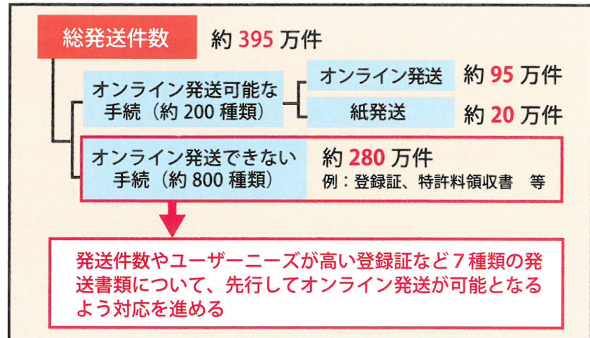 総発送件数 約 395 万件
オンライン発送可能な
手続（約 200 種類）
オンライン発送 約 95 万件
紙発送 約 20 万件
オンライン発送できない
手続（約 800 種類）
約 280 万件
例：登録証、特許料領収書　等
発送件数やユーザーニーズが高い登録証など７種類の発
送書類について、先行してオンライン発送が可能となる
よう対応を進める